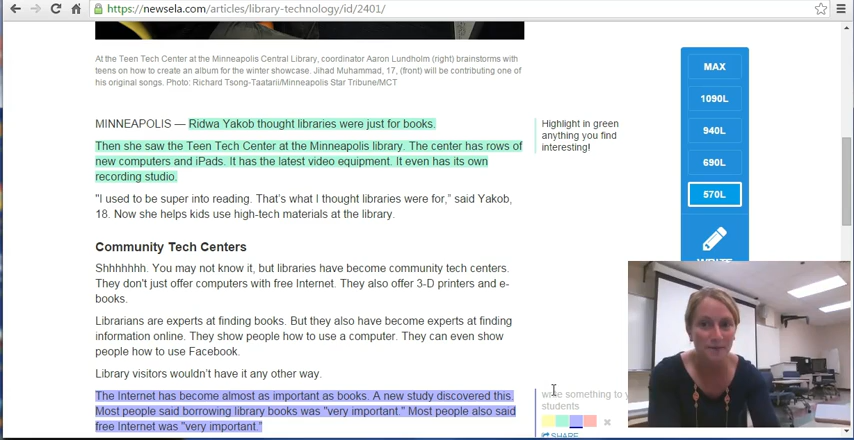 https://newsela.com/articles/library-technology/id/2401/
At the Teen Tech Center at the Minneapolis Central Library, coordinator Aaron Lundholm (right) brainstorms with
teens on how to create an album for the winter showcase. Jihad Muhammad, 17, (front) will be contributing one of
his original songs. Photo: Richard Tsong-Taatarii/Minneapolis Star Tribune/MCT
MINNEAPOLIS — Ridwa Yakob thought libraries were just for books.
Then she saw the Teen Tech Center at the Minneapolis library. The center has rows of
new computers and iPads. It has the latest video equipment. It even has its own
recording studio.
"I used to be super into reading. That's what I thought libraries were for," said Yakob,
18. Now she helps kids use high-tech materials at the library.
Community Tech Centers
Shhhhhhh. You may not know it, but libraries have become community tech centers.
They don't just offer computers with free Internet. They also offer 3-D printers and e-
books.
Librarians are experts at finding books. But they also have become experts at finding
information online. They show people how to use a computer. They can even show
people how to use Facebook.
Library visitors wouldn't have it any other way.
The Internet has become almost as important as books. A new study discovered this.
Most people said borrowing library books was "very important." Most people also said
free Internet was "very important."
Highlight in green
anything you find
interesting!
write something to
students
SHARE
MAX
1090L
940L
690L
570L
WRITE